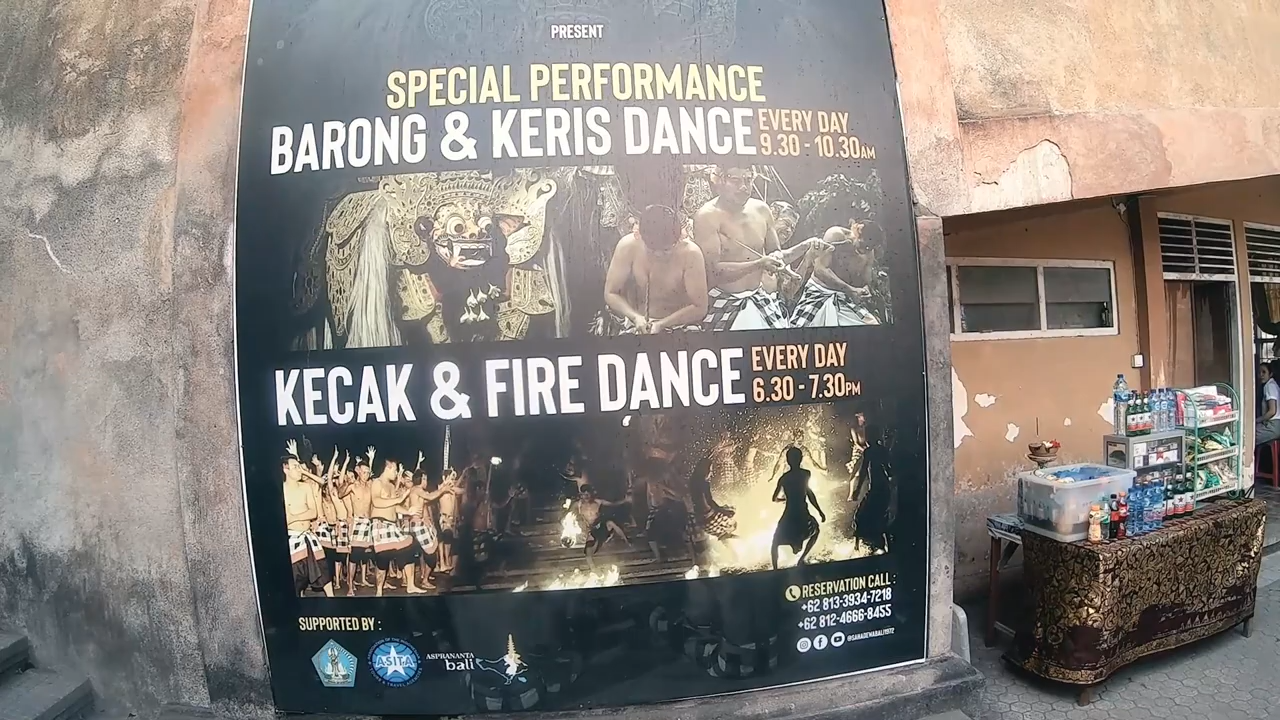 PRESENT
SPECIAL PERFORMANCE
BARONG & KERIS DANCE
EVERY DAY
9.30 - 10.30AM
KECAK & FIRE DANCE
EVERY DAY
6.30 - 7.30PM
RESERVATION CALL :
+62 813-3934-7218
+62 812-4666-8455
SUPPORTED BY :
ASITA
ASPRANANTA
bali